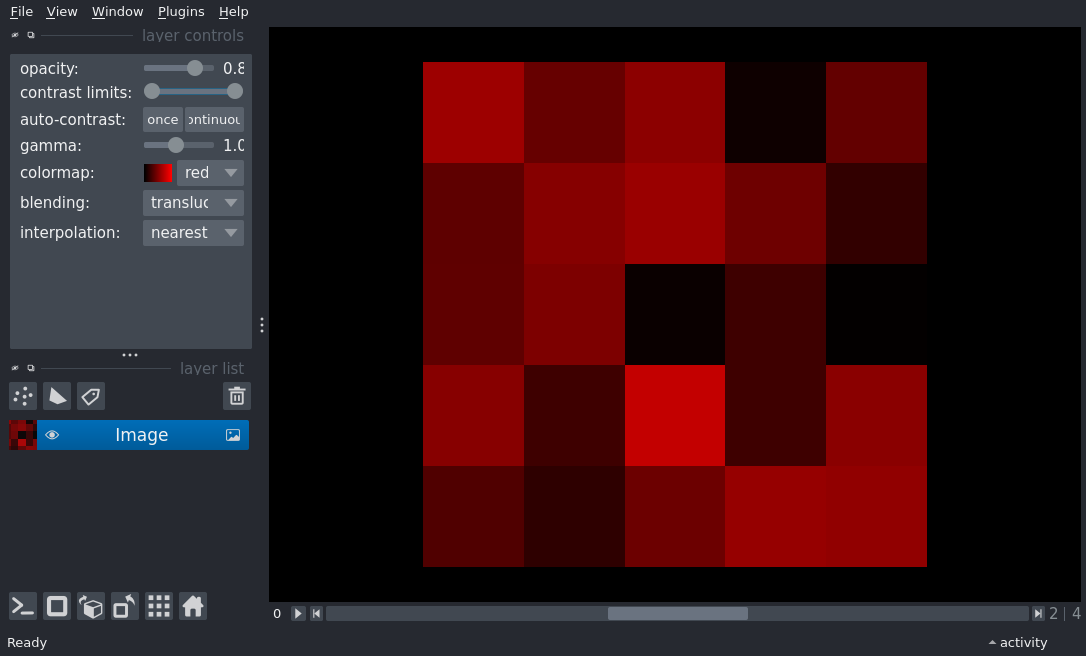 File View Window Plugins Help
layer controls
opacity: 0.8
contrast limits:
auto-contrast: once ontinuou
gamma: 1.0
colormap: red
blending: transluc
interpolation: nearest
layer list
Image
0 2 | 4
Ready activity